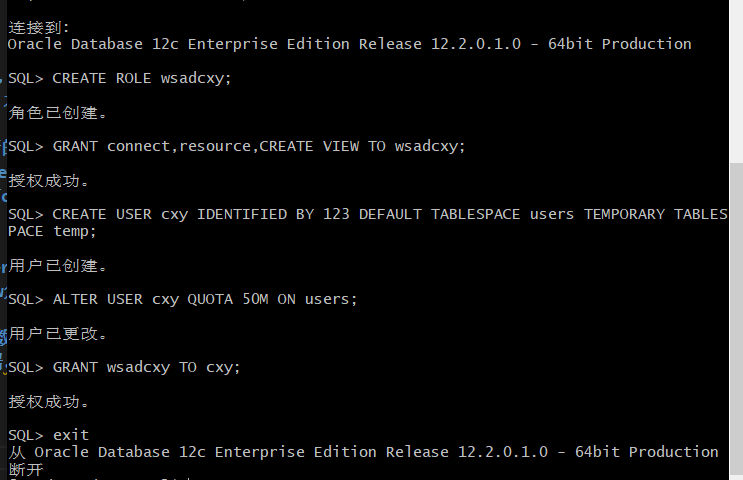 连接到:
Oracle Database 12c Enterprise Edition Release 12.2.0.1.0 - 64bit Production
SQL> CREATE ROLE wsadcxy;
角色已创建。
SQL> GRANT connect,resource,CREATE VIEW TO wsadcxy;
授权成功。
SQL> CREATE USER cxy IDENTIFIED BY 123 DEFAULT TABLESPACE users TEMPORARY TABLES
PACE temp;
用户已创建。
SQL> ALTER USER cxy QUOTA 50M ON users;
用户已更改。
SQL> GRANT wsadcxy TO cxy;
授权成功。
SQL> exit
从 Oracle Database 12c Enterprise Edition Release 12.2.0.1.0 - 64bit Production
断开